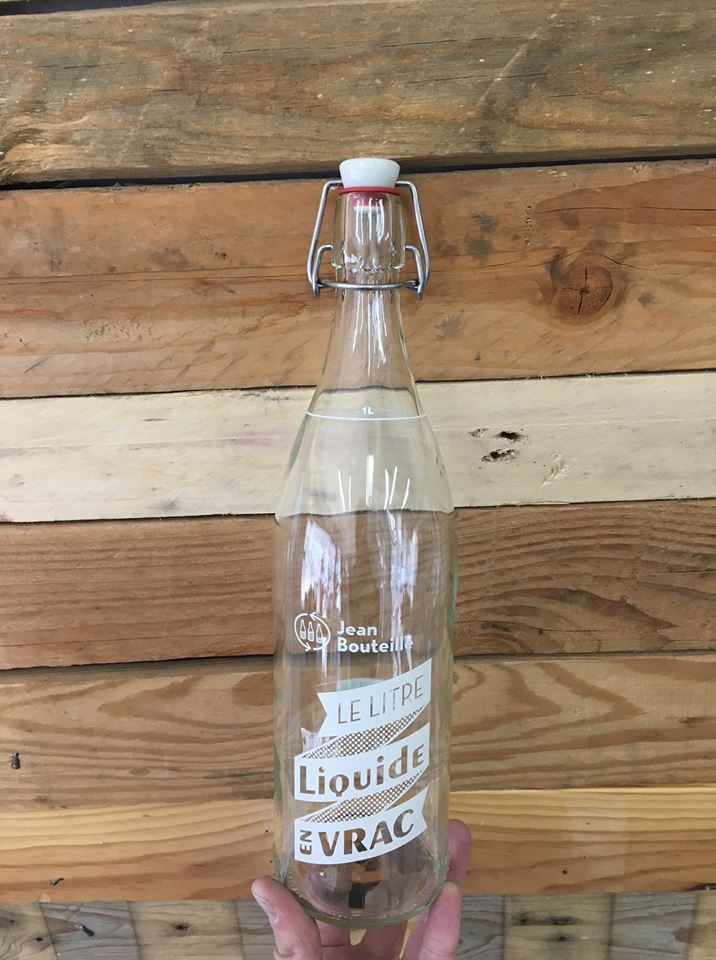 1L
Jean
Bouteille
LE LITRE
LiQUiDE
EN VRAC